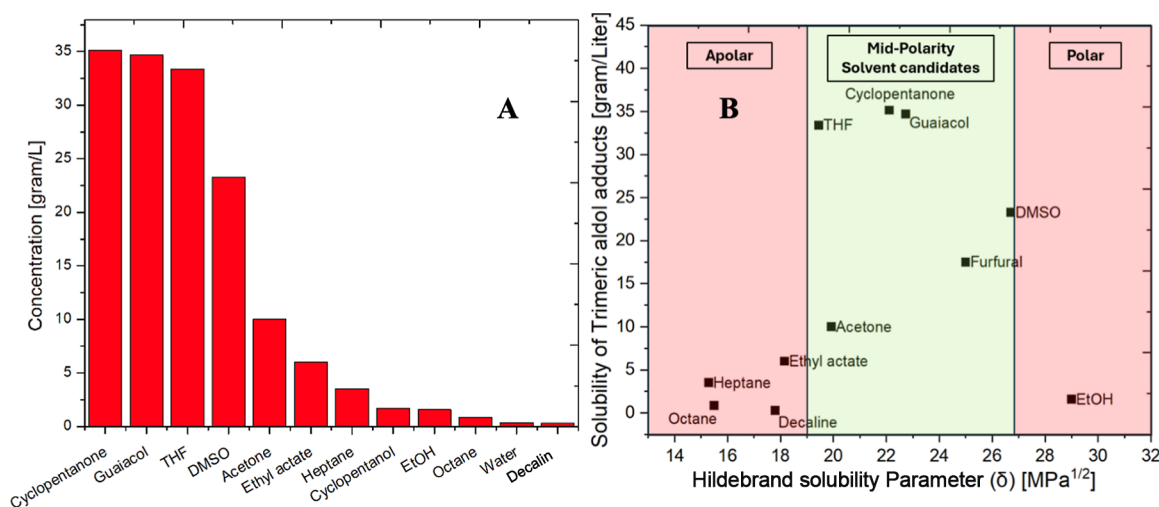 A
Concentration [gram/L]
35
30
25
20
15
10
5
0
Cyclopentanone
Guaiacol
THF
DMSO
Acetone
Ethyl actate
Heptane
Cyclopentanol
EtOH
Octane
Water
Decalin
B
Apolar
Mid-Polarity
Solvent candidates
Polar
Solubility of Trimeric aldol adducts [gram/Liter]
45
40
35
30
25
20
15
10
5
0
Cyclopentanone
THF
Guaiacol
DMSO
Furfural
Acetone
Ethyl actate
Heptane
EtOH
Octane
Decaline
14 16 18 20 22 24 26 28 30 32
Hildebrand solubility Parameter (δ) [MPa1/2]